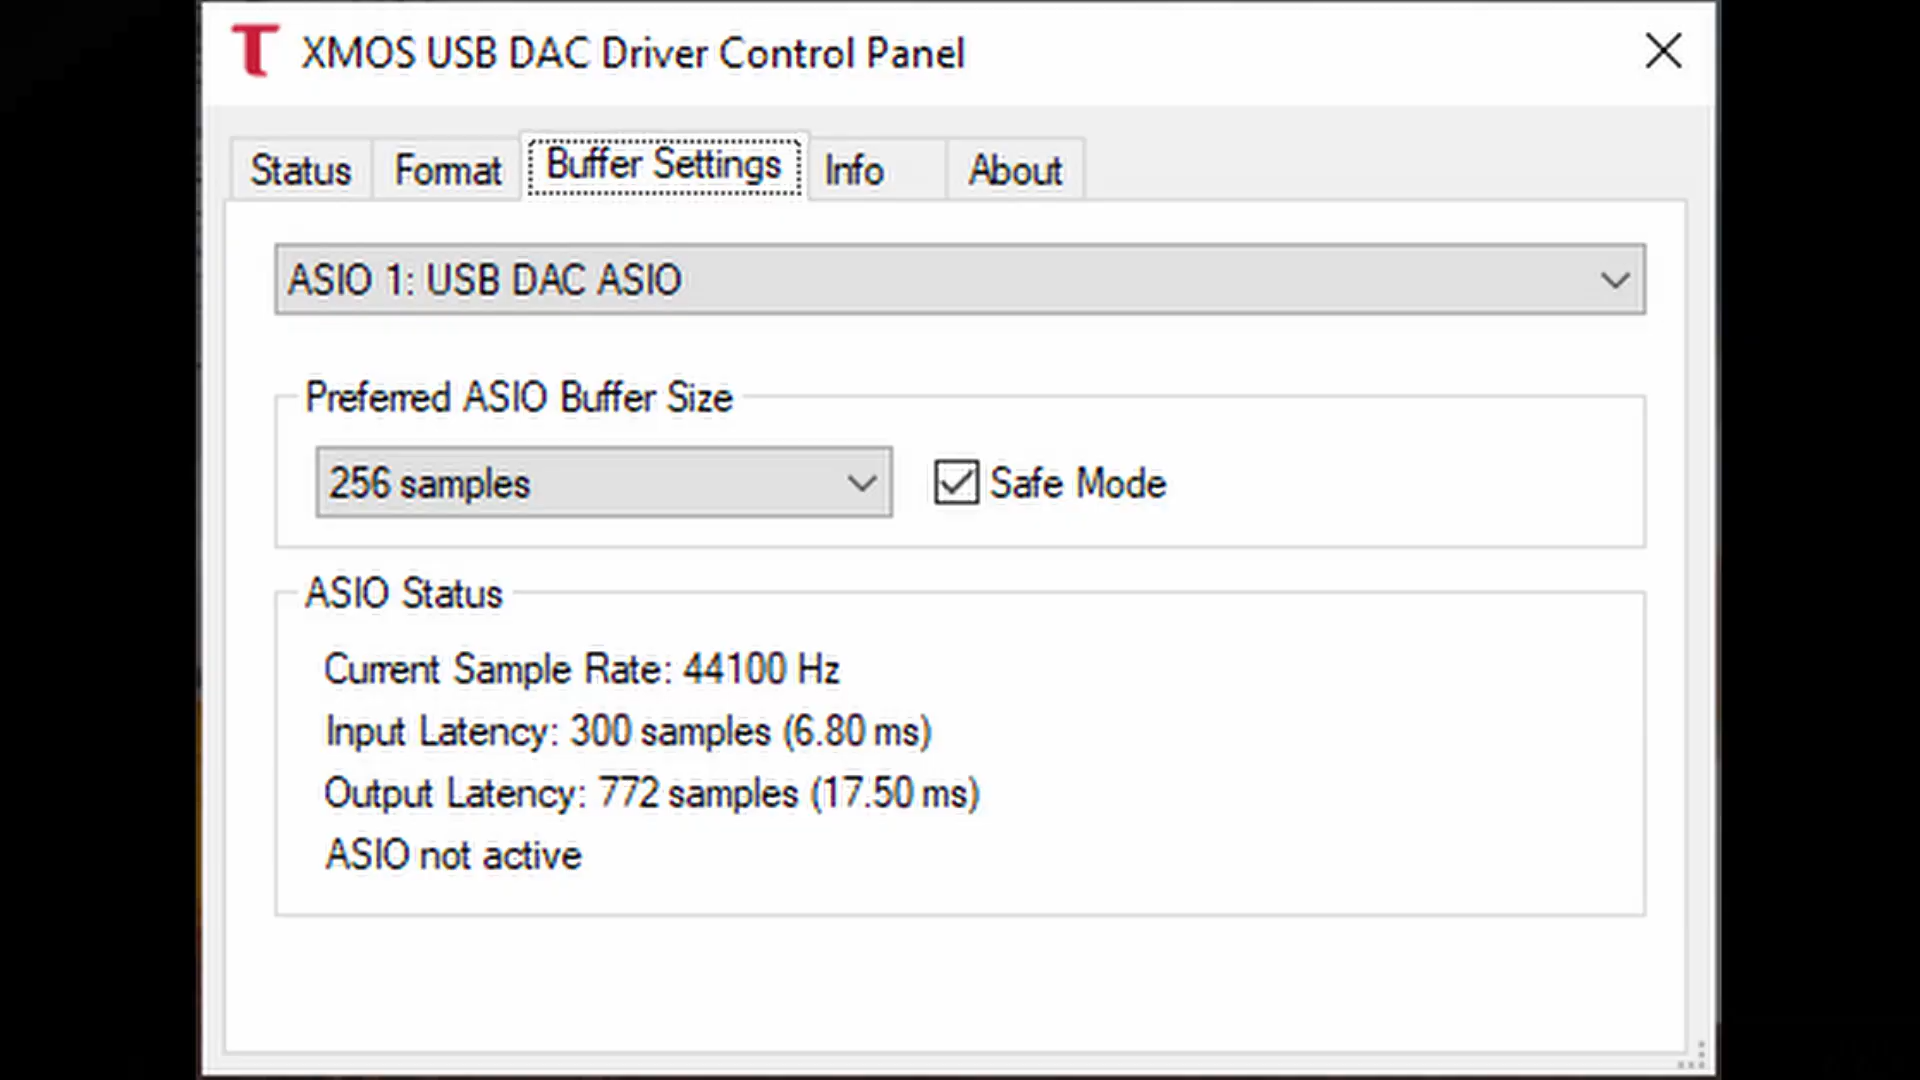 XMOS USB DAC Driver Control Panel
Status Format Buffer Settings Info About
ASIO 1: USB DAC ASIO
Preferred ASIO Buffer Size
256 samples Safe Mode
ASIO Status
Current Sample Rate: 44100 Hz
Input Latency: 300 samples (6.80 ms)
Output Latency: 772 samples (17.50 ms)
ASIO not active